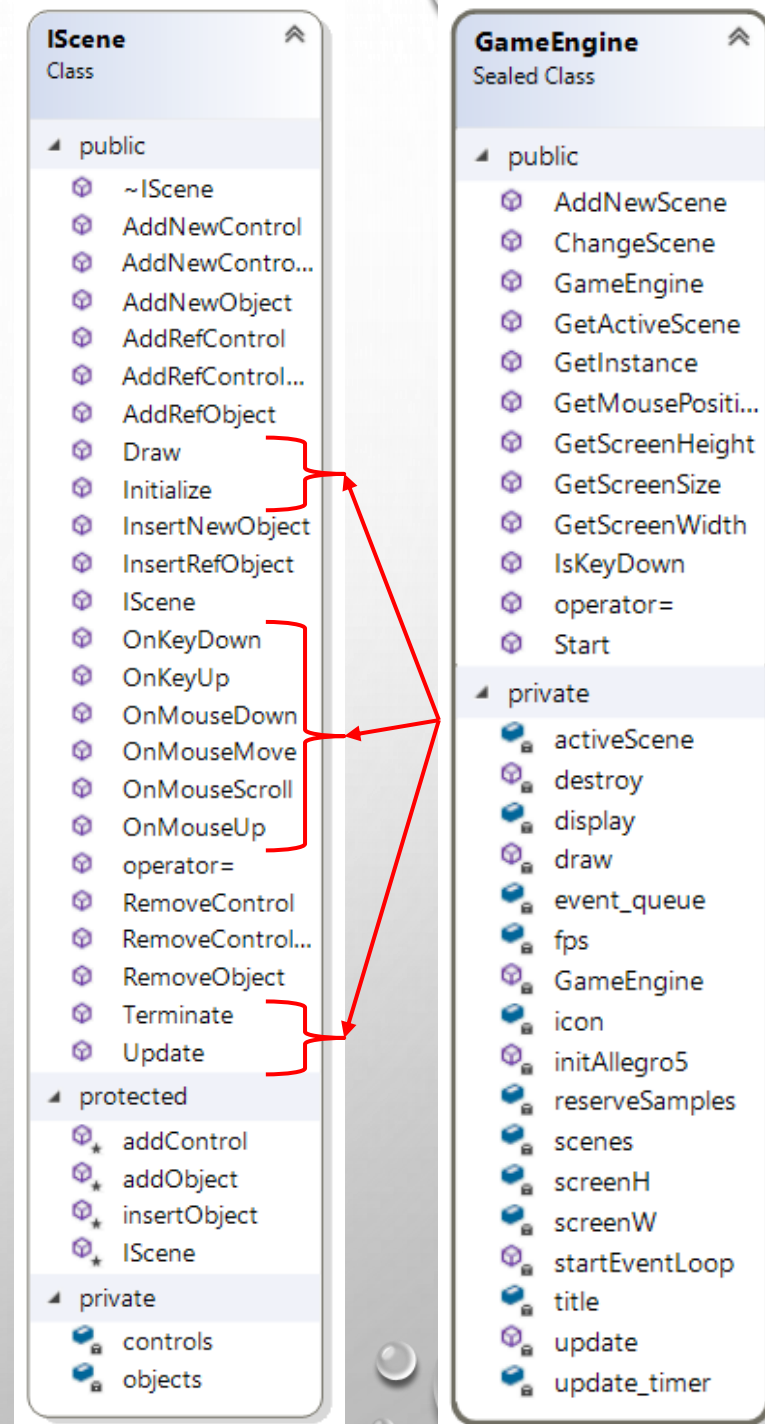 IScene
Class
public
~IScene
AddNewControl
AddNewContro...
AddNewObject
AddRefControl
AddRefControl...
AddRefObject
Draw
Initialize
InsertNewObject
InsertRefObject
IScene
OnKeyDown
OnKeyUp
OnMouseDown
OnMouseMove
OnMouseScroll
OnMouseUp
operator=
RemoveControl
RemoveControl...
RemoveObject
Terminate
Update
protected
addControl
addObject
insertObject
IScene
private
controls
objects
GameEngine
Sealed Class
public
AddNewScene
ChangeScene
GameEngine
GetActiveScene
GetInstance
GetMousePositi...
GetScreenHeight
GetScreenSize
GetScreenWidth
IsKeyDown
operator=
Start
private
activeScene
destroy
display
draw
event_queue
fps
GameEngine
icon
initAllegro5
reserveSamples
scenes
screenH
screenW
startEventLoop
title
update
update_timer